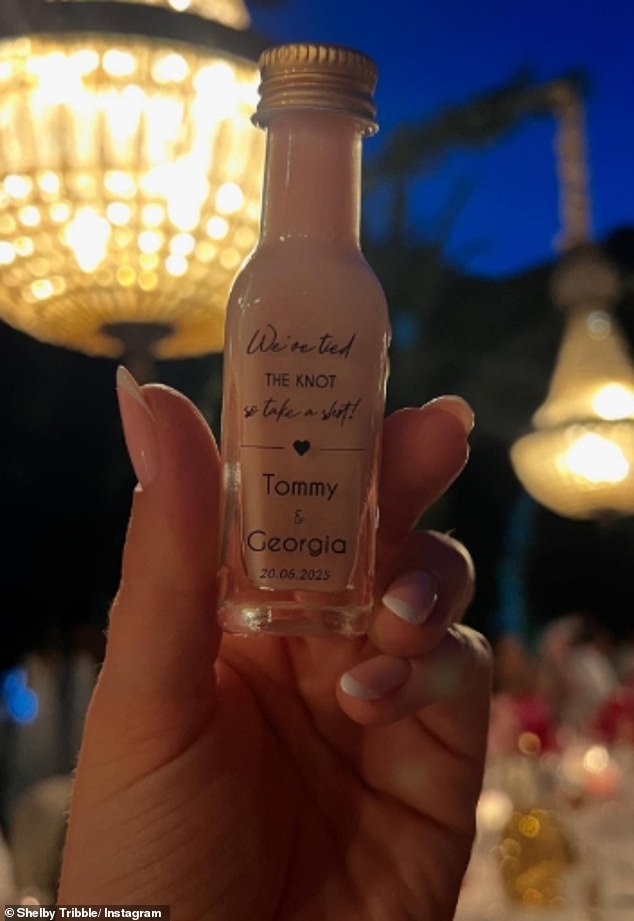 We've tied
THE KNOT
so take a shot!
Tommy
&
Georgia
20.06.2025
© Shelby Tribble/ Instagram